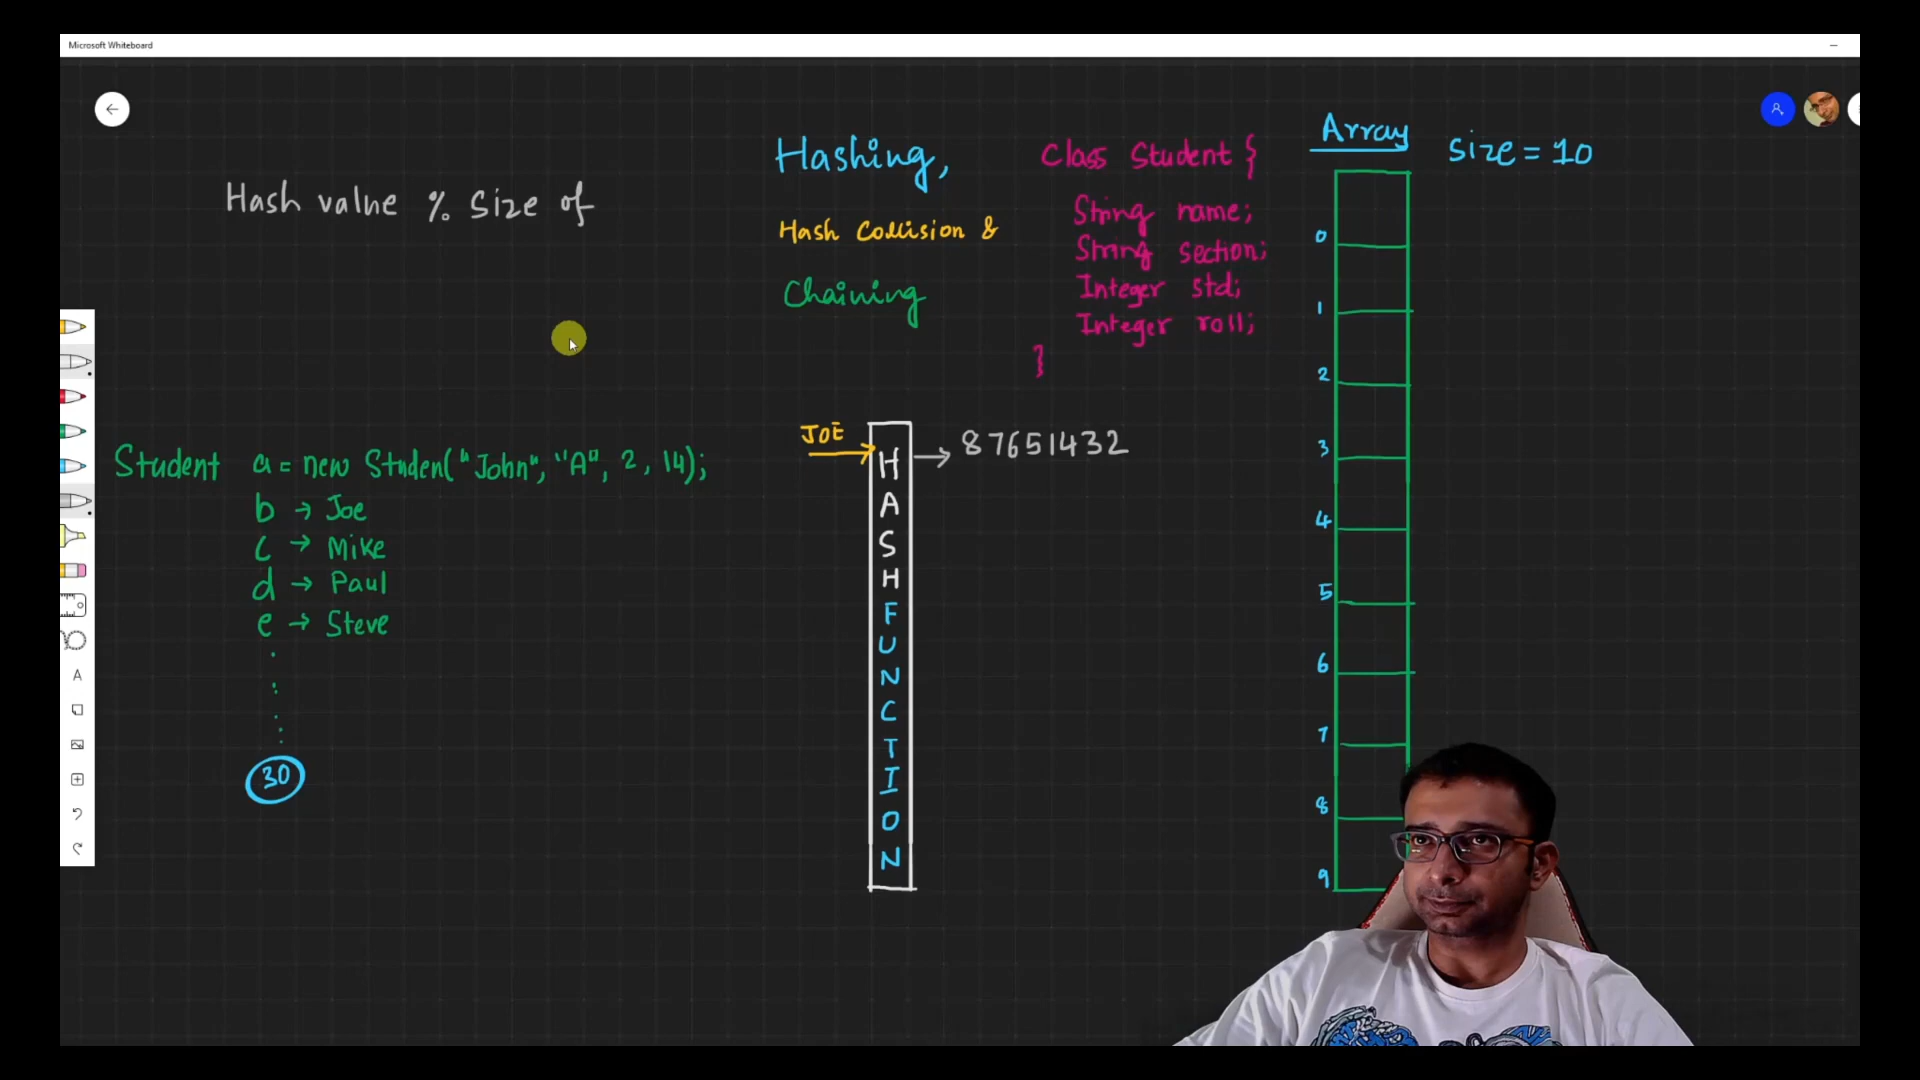 Microsoft Whiteboard
Hash value % Size of
Hashing,
Hash Collision &
Chaining
Class Student {
String name;
String section;
Integer std;
Integer roll;
}
Array
Size = 10
0
1
2
3
4
5
6
7
8
9
Student a = new Studen("John", "A", 2, 14);
b → Joe
c → Mike
d → Paul
e → Steve
30
JOE
HASH FUNCTION
→ 87651432
A